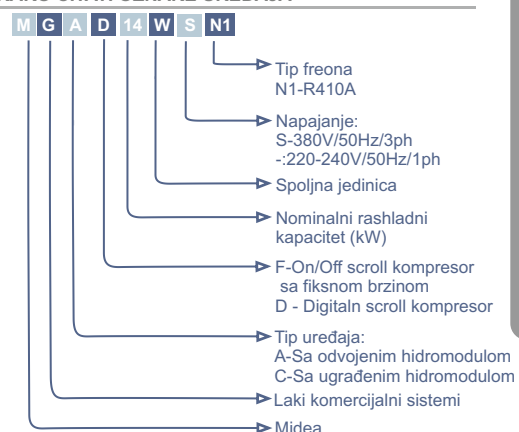 M G A D 14 W S N1
Tip freona
N1-R410A
Napajanje:
S-380V/50Hz/3ph
-:220-240V/50Hz/1ph
Spoljna jedinica
Nominalni rashladni
kapacitet (kW)
F-On/Off scroll kompresor
sa fiksnom brzinom
D - Digitaln scroll kompresor
Tip uređaja:
A-Sa odvojenim hidromodulom
C-Sa ugrađenim hidromodulom
Laki komercijalni sistemi
Midea